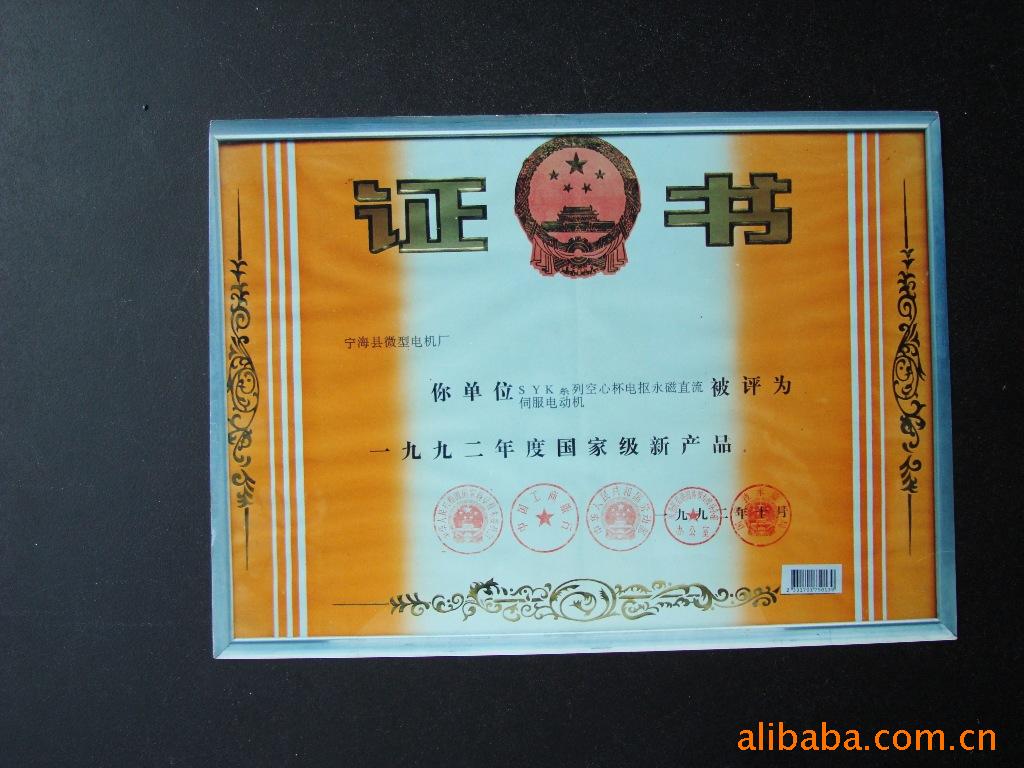 证书
宁海县微型电机厂
你单位SYK系列空心杯电枢永磁直流
伺服电动机
被评为
一九九二年度国家级新产品.
中国工商银行
一九九二年十月
alibaba.com.cn